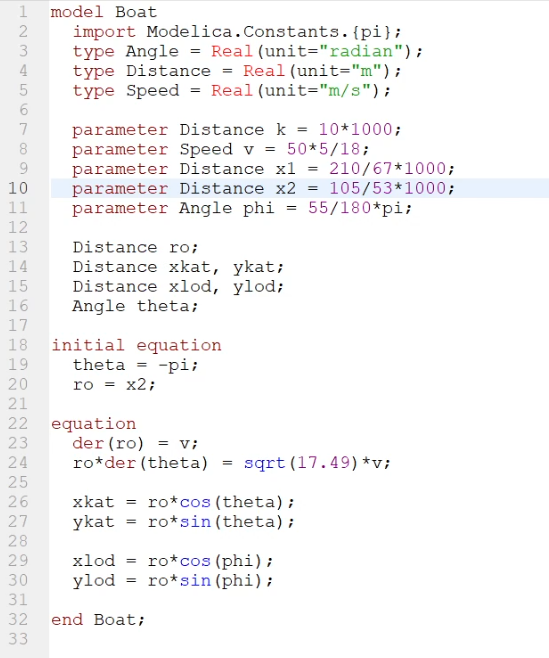 1 model Boat
2 import Modelica.Constants.{pi};
3 type Angle = Real(unit="radian");
4 type Distance = Real(unit="m");
5 type Speed = Real(unit="m/s");
6
7 parameter Distance k = 10*1000;
8 parameter Speed v = 50*5/18;
9 parameter Distance x1 = 210/67*1000;
10 parameter Distance x2 = 105/53*1000;
11 parameter Angle phi = 55/180*pi;
12
13 Distance ro;
14 Distance xkat, ykat;
15 Distance xlod, ylod;
16 Angle theta;
17
18 initial equation
19 theta = -pi;
20 ro = x2;
21
22 equation
23 der(ro) = v;
24 ro*der(theta) = sqrt(17.49)*v;
25
26 xkat = ro*cos(theta);
27 ykat = ro*sin(theta);
28
29 xlod = ro*cos(phi);
30 ylod = ro*sin(phi);
31
32 end Boat;
33